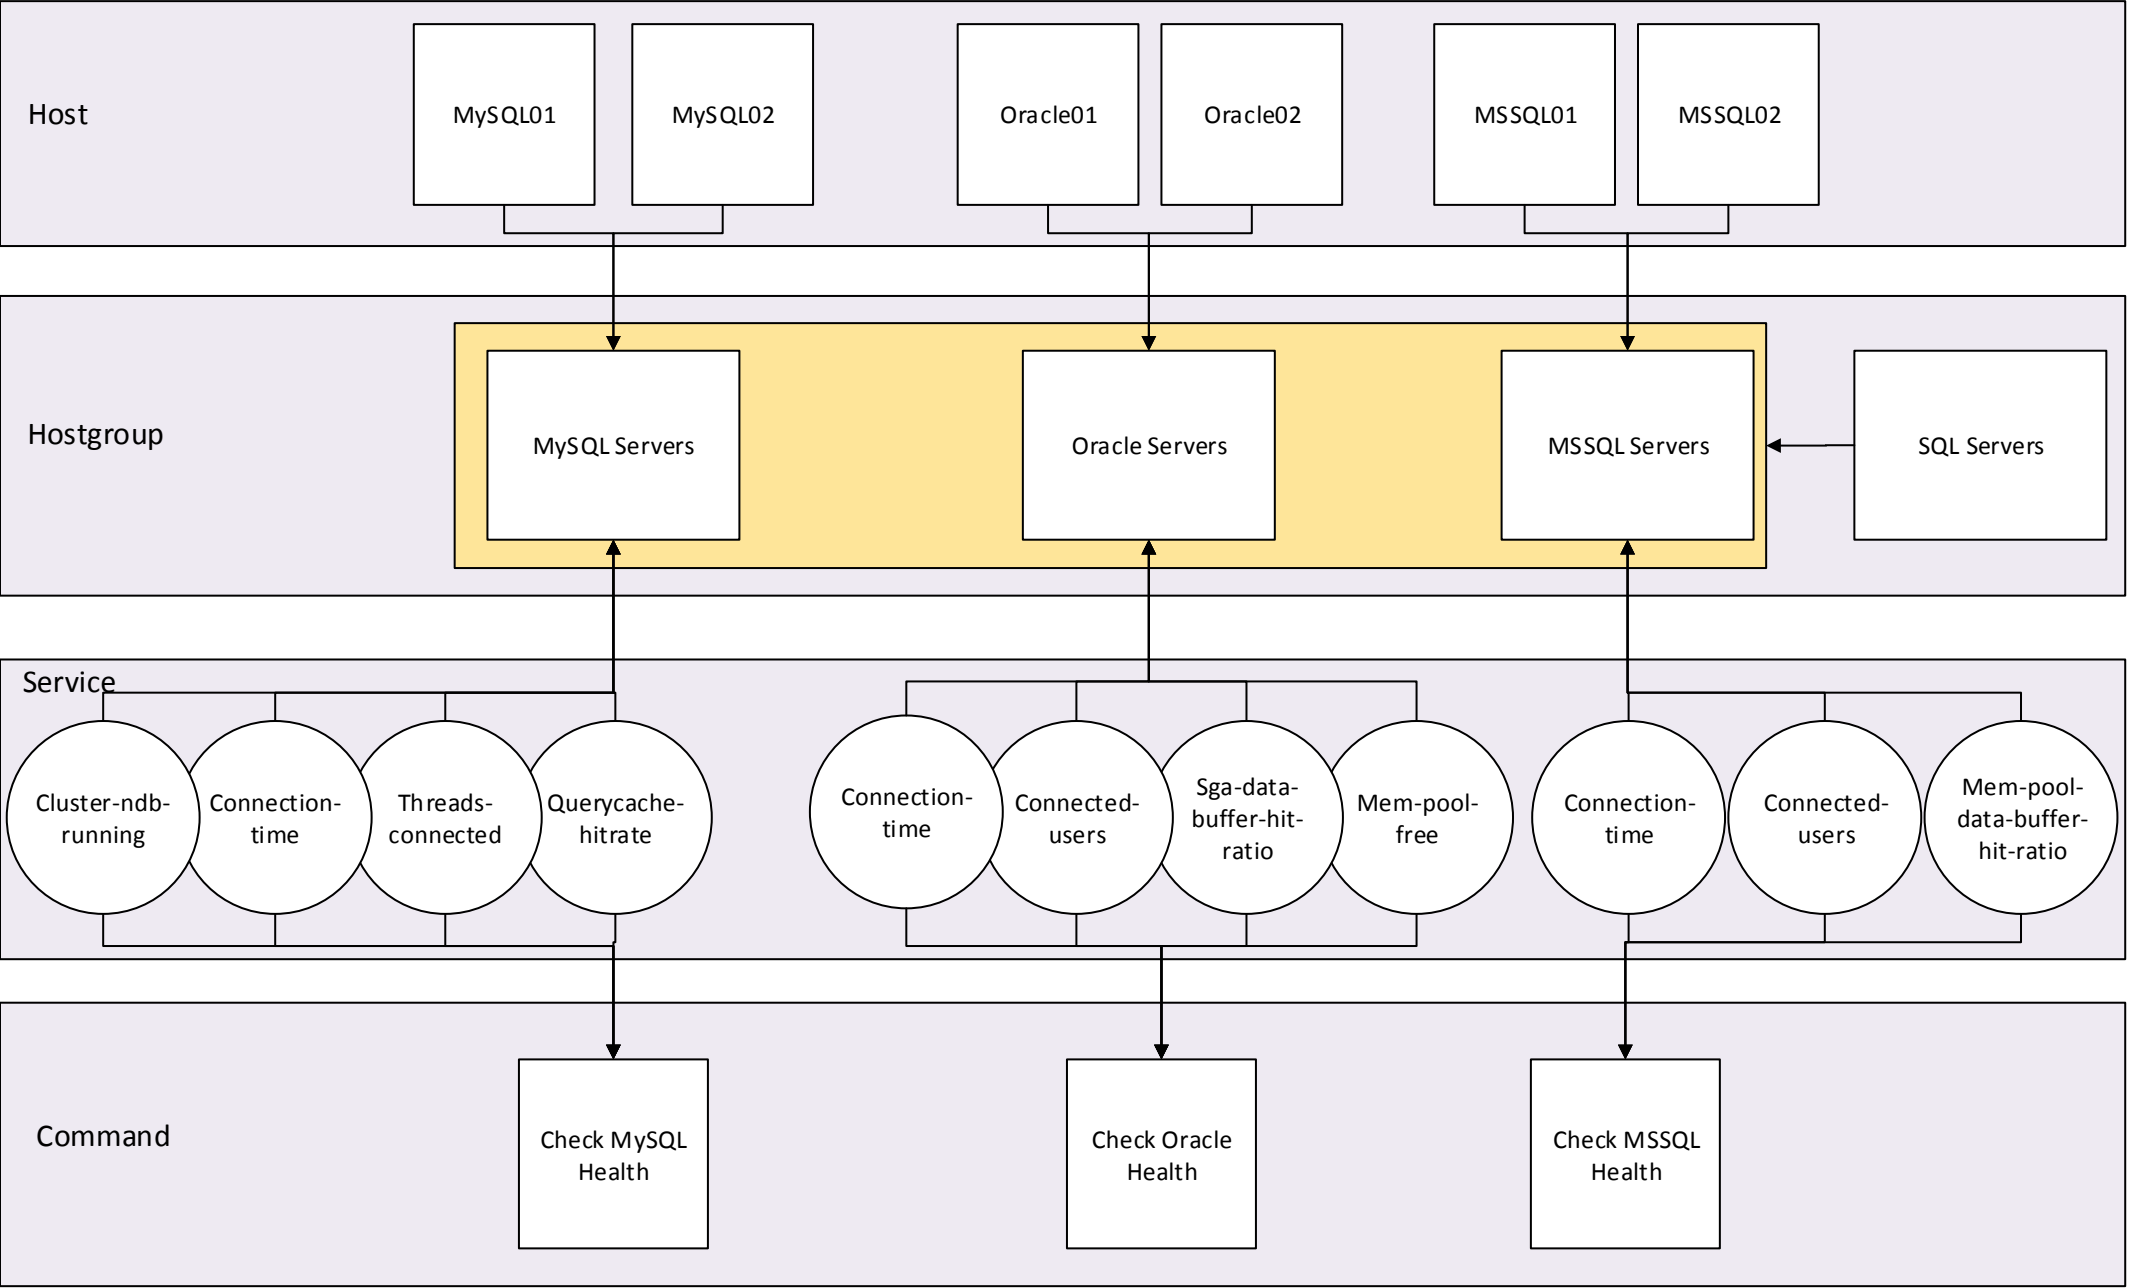 Host
MySQL01
MySQL02
Oracle01
Oracle02
MSSQL01
MSSQL02
Hostgroup
MySQL Servers
Oracle Servers
MSSQL Servers
SQL Servers
Service
Cluster-ndb-
running
Connection-
time
Threads-
connected
Querycache-
hitrate
Connection-
time
Connected-
users
Sga-data-
buffer-hit-
ratio
Mem-pool-
free
Connection-
time
Connected-
users
Mem-pool-
data-buffer-
hit-ratio
Command
Check MySQL
Health
Check Oracle
Health
Check MSSQL
Health